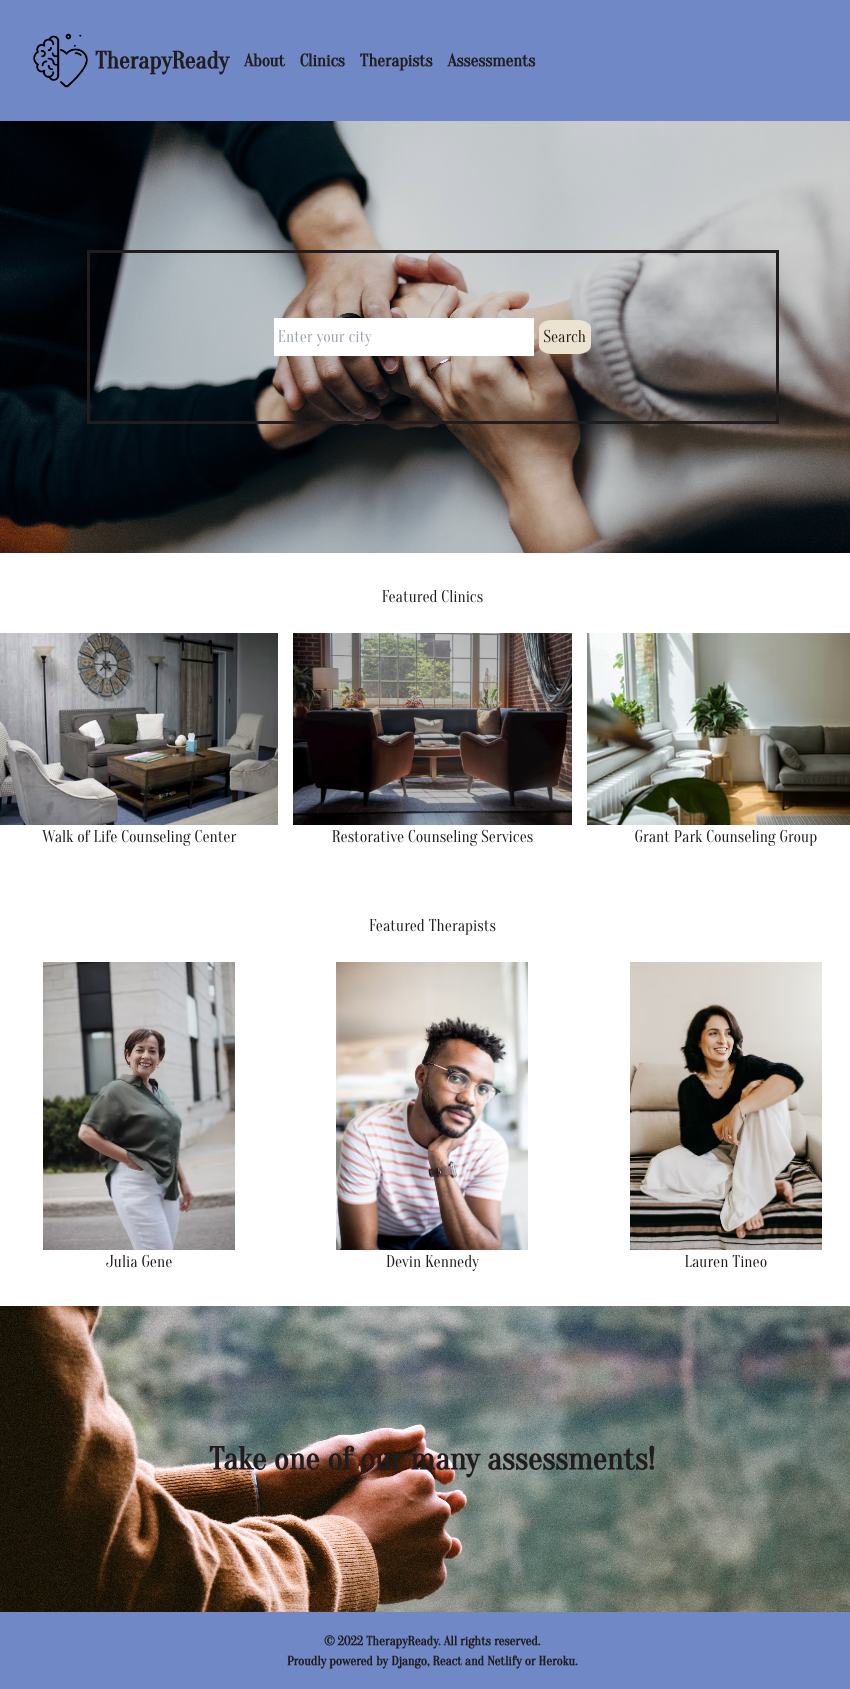 TherapyReady About Clinics Therapists Assessments
Enter your city Search
Featured Clinics
Walk of Life Counseling Center Restorative Counseling Services Grant Park Counseling Group
Featured Therapists
Julia Gene Devin Kennedy Lauren Tineo
Take one of our many assessments!
© 2022 TherapyReady. All rights reserved.
Proudly powered by Django, React and Netlify or Heroku.